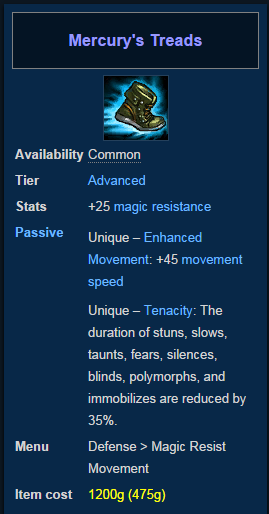 Mercury's Treads
Availability Common
Tier Advanced
Stats +25 magic resistance
Passive Unique – Enhanced
Movement: +45 movement
speed
Unique – Tenacity: The
duration of stuns, slows,
taunts, fears, silences,
blinds, polymorphs, and
immobilizes are reduced by
35%.
Menu Defense > Magic Resist
Movement
Item cost 1200g (475g)